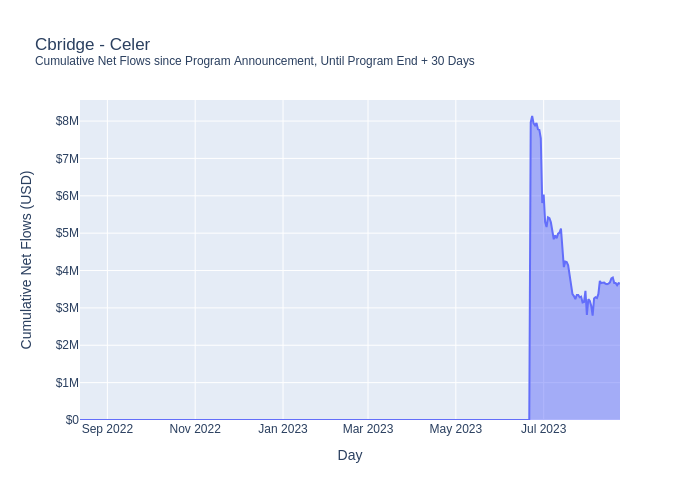 Cbridge - Celer
Cumulative Net Flows since Program Announcement, Until Program End + 30 Days
Cumulative Net Flows (USD)
$8M
$7M
$6M
$5M
$4M
$3M
$2M
$1M
$0
Sep 2022
Nov 2022
Jan 2023
Mar 2023
May 2023
Jul 2023
Day